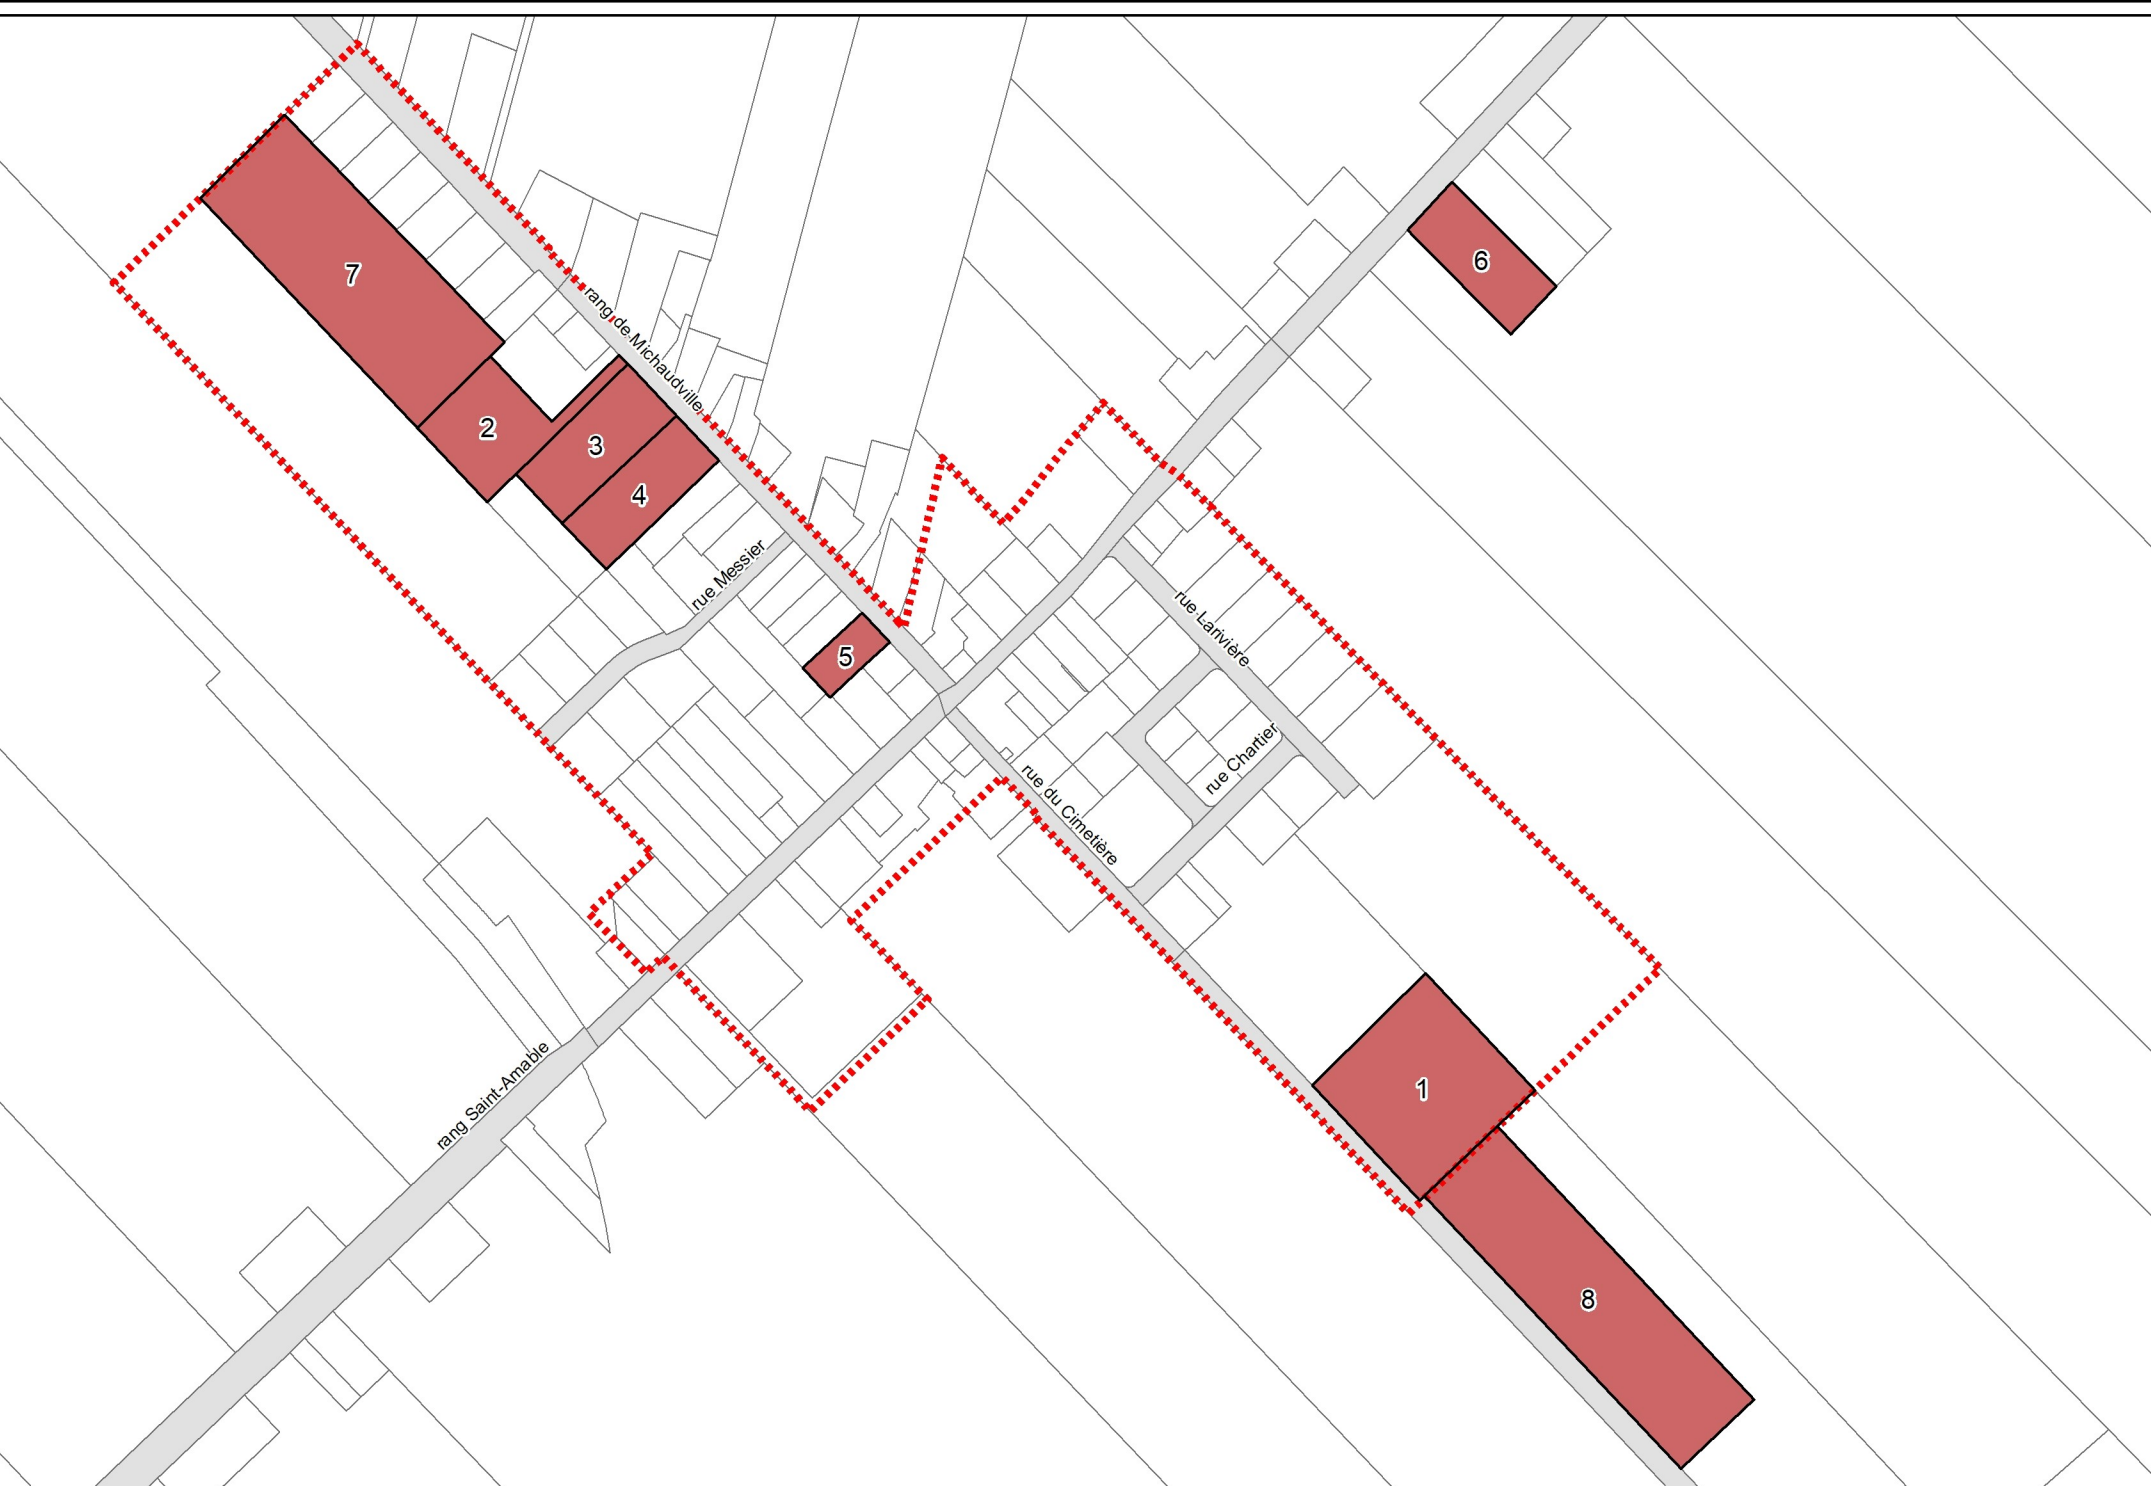 6
7
rang de Michaudville
2
3
4
rue Messier
rue Larivière
5
rue Chartier
rue du Cimetière
rang Saint-Amable
1
8